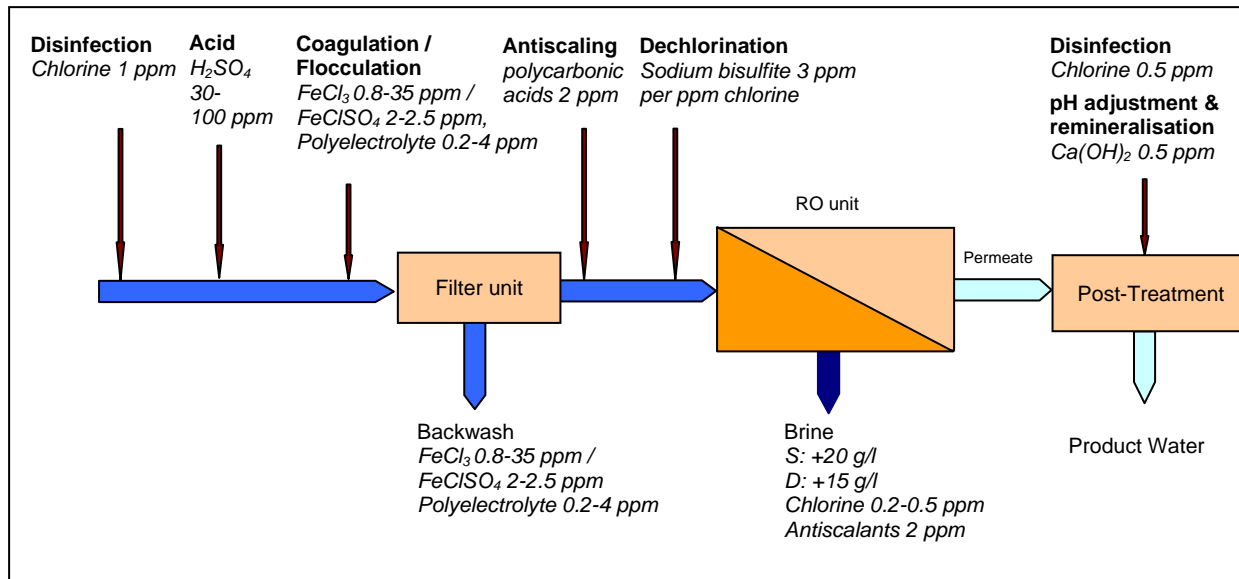 Disinfection
Chlorine 1 ppm
Acid
H₂SO₄
30-
100 ppm
Coagulation /
Flocculation
FeCl₃ 0.8-35 ppm /
FeClSO₄ 2-2.5 ppm,
Polyelectrolyte 0.2-4 ppm
Antiscaling
polycarbonic
acids 2 ppm
Dechlorination
Sodium bisulfite 3 ppm
per ppm chlorine
Disinfection
Chlorine 0.5 ppm
pH adjustment &
remineralisation
Ca(OH)₂ 0.5 ppm
RO unit
Filter unit
Permeate
Post-Treatment
Backwash
FeCl₃ 0.8-35 ppm /
FeClSO₄ 2-2.5 ppm
Polyelectrolyte 0.2-4 ppm
Brine
S: +20 g/l
D: +15 g/l
Chlorine 0.2-0.5 ppm
Antiscalants 2 ppm
Product Water